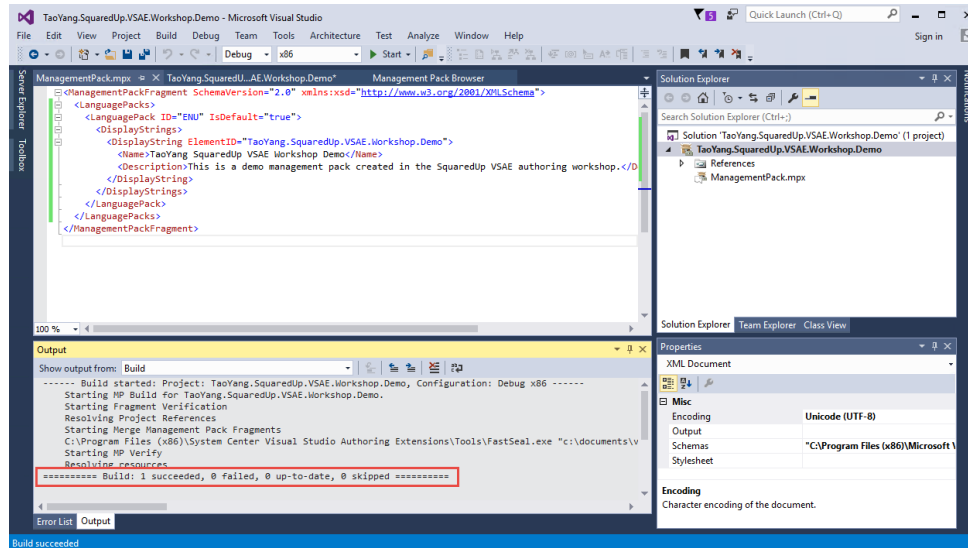 TaoYang.SquaredUp.VSAE.Workshop.Demo - Microsoft Visual Studio
5
Quick Launch (Ctrl+Q)
File Edit View Project Build Debug Team Tools Architecture Test Analyze Window Help
Sign in
Debug x86 Start
Server Explorer
Toolbox
Notifications
ManagementPack.mpx TaoYang.SquaredU...AE.Workshop.Demo* Management Pack Browser
<ManagementPackFragment SchemaVersion="2.0" xmlns:xsd="http://www.w3.org/2001/XMLSchema">
<LanguagePacks>
<LanguagePack ID="ENU" IsDefault="true">
<DisplayStrings>
<DisplayString ElementID="TaoYang.SquaredUp.VSAE.Workshop.Demo">
<Name>TaoYang SquaredUp VSAE Workshop Demo</Name>
<Description>This is a demo management pack created in the SquaredUp VSAE authoring workshop.</D
</DisplayString>
</DisplayStrings>
</LanguagePack>
</LanguagePacks>
</ManagementPackFragment>
100 %
Solution Explorer
Search Solution Explorer (Ctrl+;)
Solution 'TaoYang.SquaredUp.VSAE.Workshop.Demo' (1 project)
TaoYang.SquaredUp.VSAE.Workshop.Demo
References
ManagementPack.mpx
Solution Explorer Team Explorer Class View
Output
Show output from: Build
------ Build started: Project: TaoYang.SquaredUp.VSAE.Workshop.Demo, Configuration: Debug x86 ------
Starting MP Build for TaoYang.SquaredUp.VSAE.Workshop.Demo.
Starting Fragment Verification
Resolving Project References
Starting Merge Management Pack Fragments
C:\Program Files (x86)\System Center Visual Studio Authoring Extensions\Tools\FastSeal.exe "c:\documents\v
Starting MP Verify
Resolving resources
========== Build: 1 succeeded, 0 failed, 0 up-to-date, 0 skipped ==========
Error List Output
Properties
XML Document
Misc
Encoding Unicode (UTF-8)
Output
Schemas "C:\Program Files (x86)\Microsoft V
Stylesheet
Encoding
Character encoding of the document.
Build succeeded